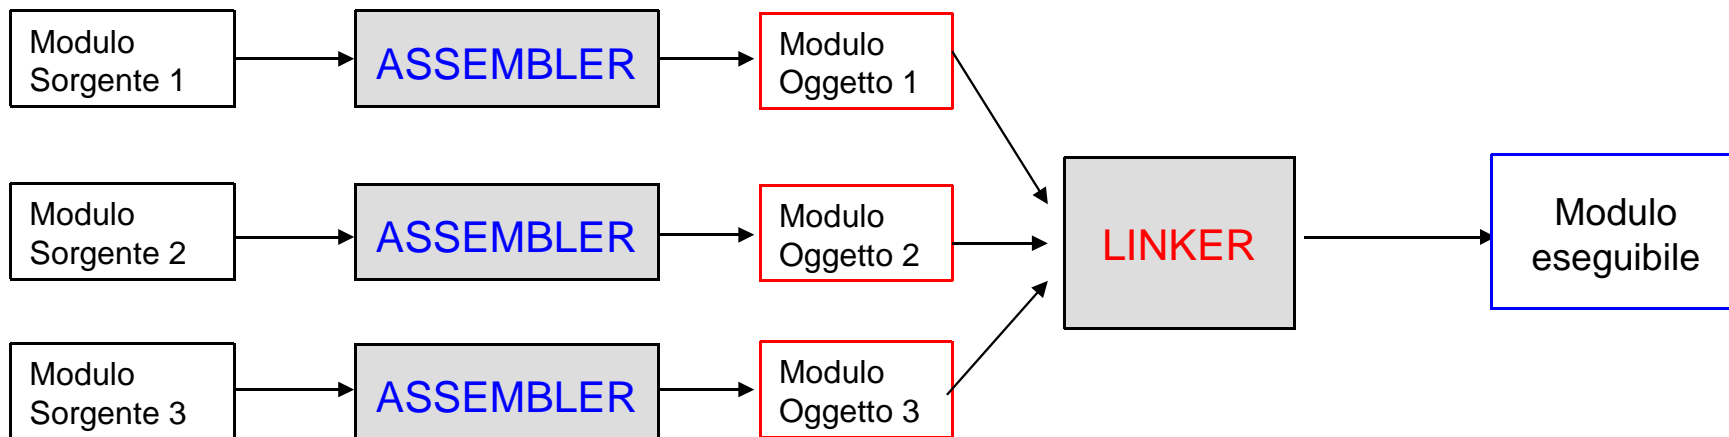 Modulo
Sorgente 1
ASSEMBLER
Modulo
Oggetto 1
Modulo
Sorgente 2
ASSEMBLER
Modulo
Oggetto 2
LINKER
Modulo
eseguibile
Modulo
Sorgente 3
ASSEMBLER
Modulo
Oggetto 3